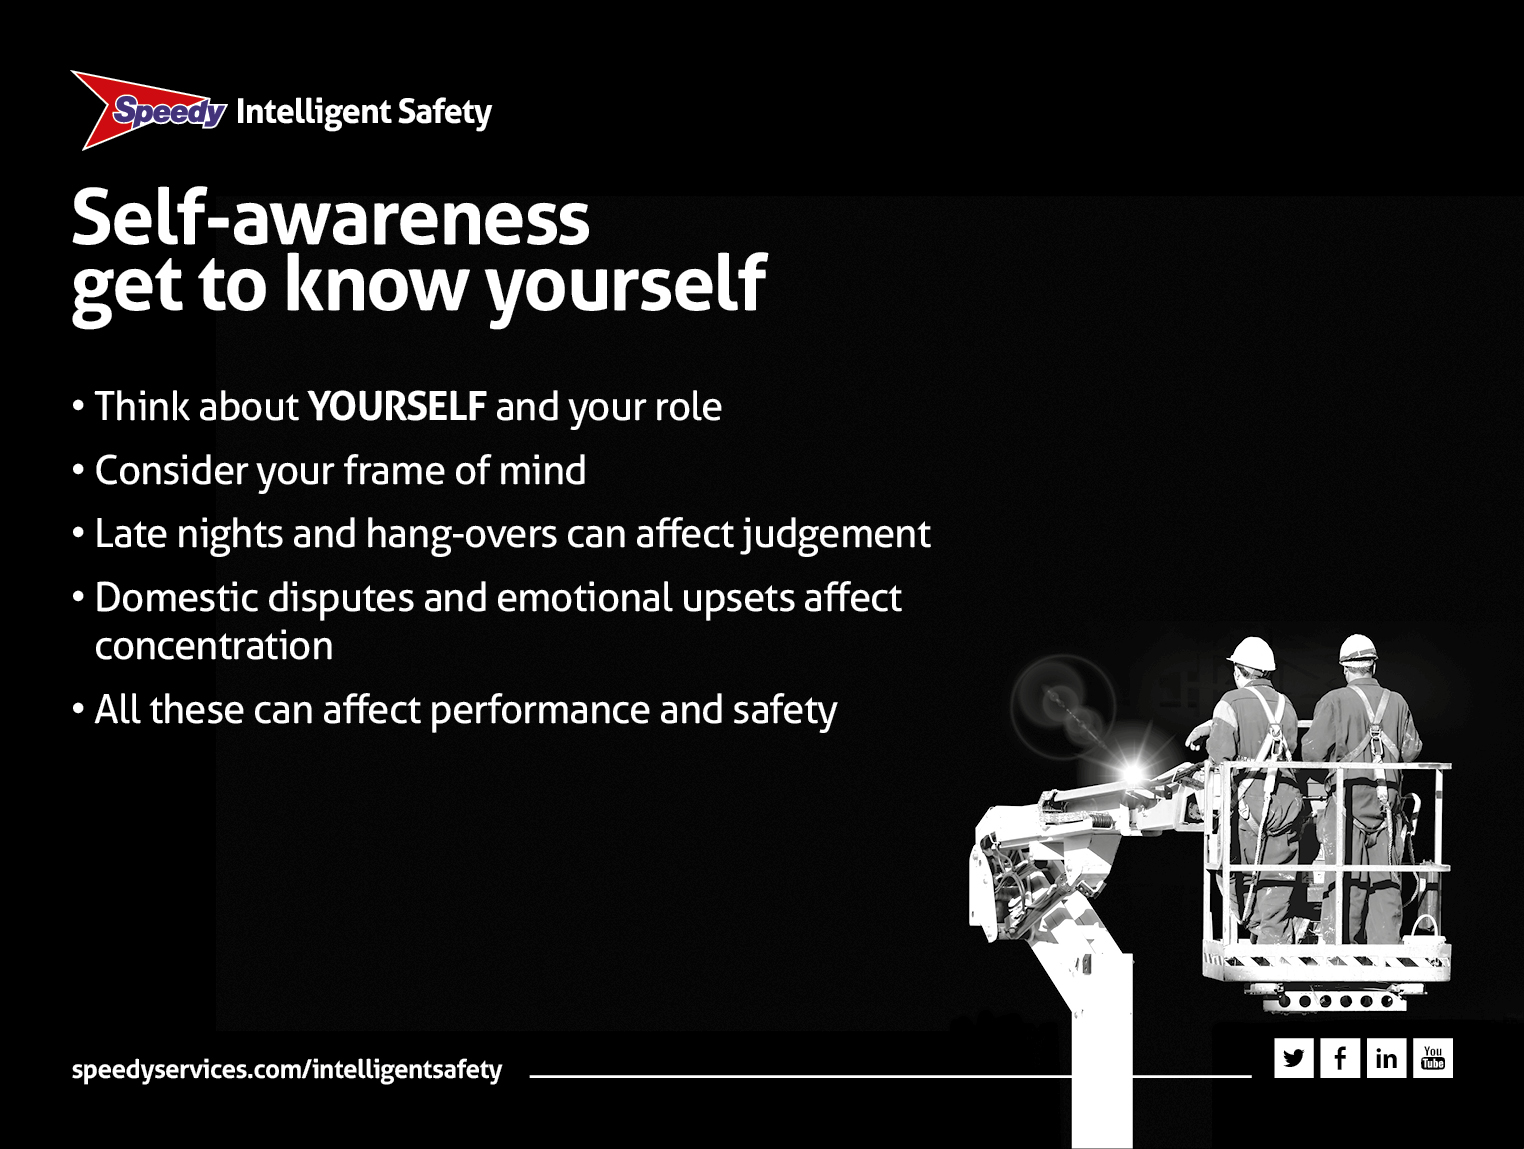 Speedy Intelligent Safety
Self-awareness
get to know yourself
• Think about YOURSELF and your role
• Consider your frame of mind
• Late nights and hang-overs can affect judgement
• Domestic disputes and emotional upsets affect
concentration
• All these can affect performance and safety
speedyservices.com/intelligentsafety
f in You
Tube